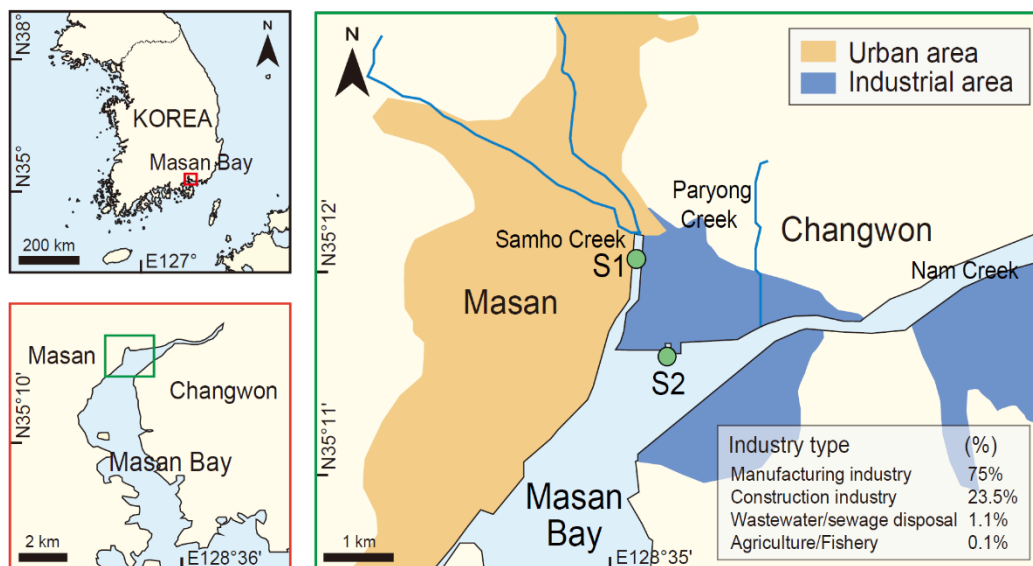 N38°
N
KOREA
Masan Bay
N35°
200 km
E127°
Masan
Changwon
N35°10'
Masan Bay
2 km
E128°36'
N
Urban area
Industrial area
N35°12'
Paryong
Creek
Samho Creek
S1
Changwon
Nam Creek
Masan
S2
N35°11'
Masan
Bay
1 km
E128°35'
Industry type (%)
Manufacturing industry 75%
Construction industry 23.5%
Wastewater/sewage disposal 1.1%
Agriculture/Fishery 0.1%